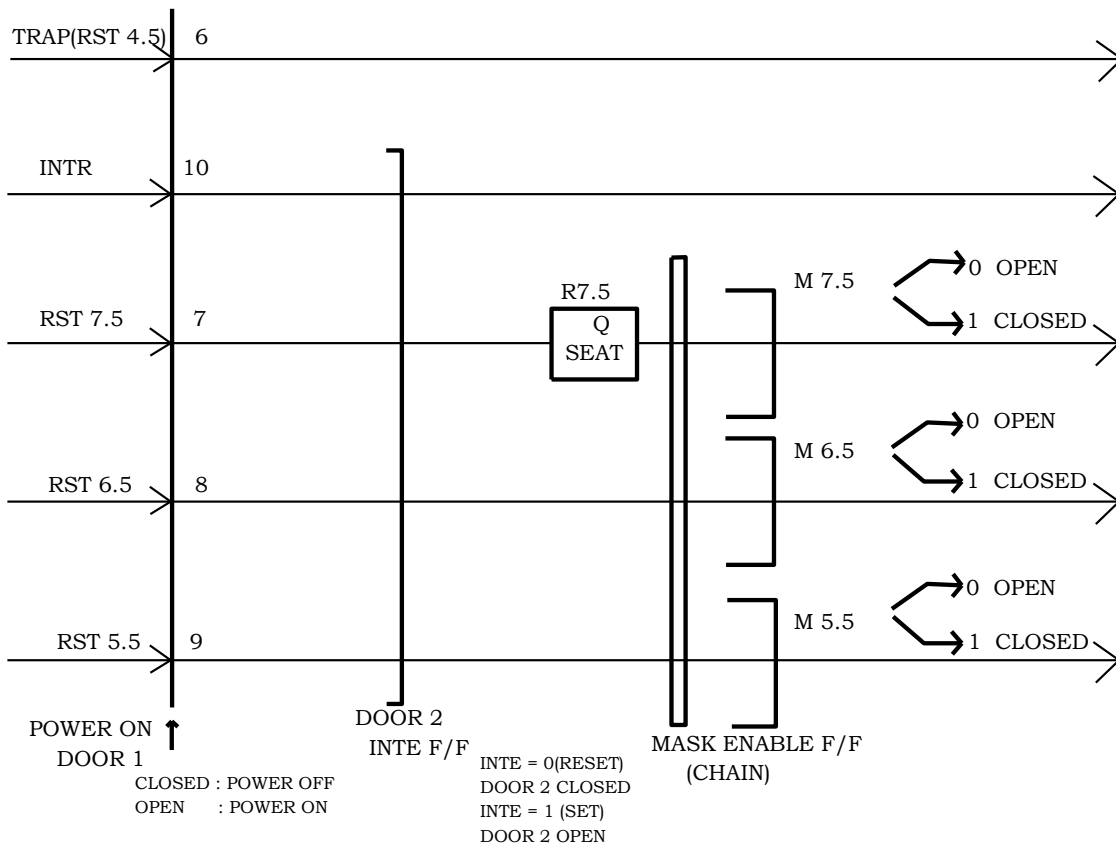 TRAP(RST 4.5) 6
INTR 10
RST 7.5 7
R7.5
Q
SEAT
M 7.5
0 OPEN
1 CLOSED
RST 6.5 8
M 6.5
0 OPEN
1 CLOSED
RST 5.5 9
M 5.5
0 OPEN
1 CLOSED
POWER ON
DOOR 1
CLOSED : POWER OFF
OPEN : POWER ON
DOOR 2
INTE F/F
INTE = 0(RESET)
DOOR 2 CLOSED
INTE = 1 (SET)
DOOR 2 OPEN
MASK ENABLE F/F
(CHAIN)